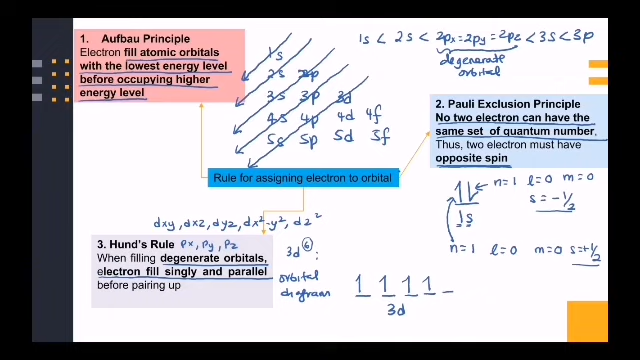 1. Aufbau Principle
Electron fill atomic orbitals
with the lowest energy level
before occupying higher
energy level
1s
2s 2p
3s 3p 3d
4s 4p 4d 4f
5s 5p 5d 3f
1s < 2s < 2px = 2py = 2pz < 3s < 3p
degenerate
orbital
2. Pauli Exclusion Principle
No two electron can have the
same set of quantum number.
Thus, two electron must have
opposite spin
Rule for assigning electron to orbital
n=1 l=0 m=0
s = -1/2
1s
n=1 l=0 m=0 s=+1/2
dxy, dxz, dyz, dx²-y², dz²
3. Hund's Rule px, py, pz
When filling degenerate orbitals,
electron fill singly and parallel
before pairing up
3d⁶ :
orbital
diagram
3d